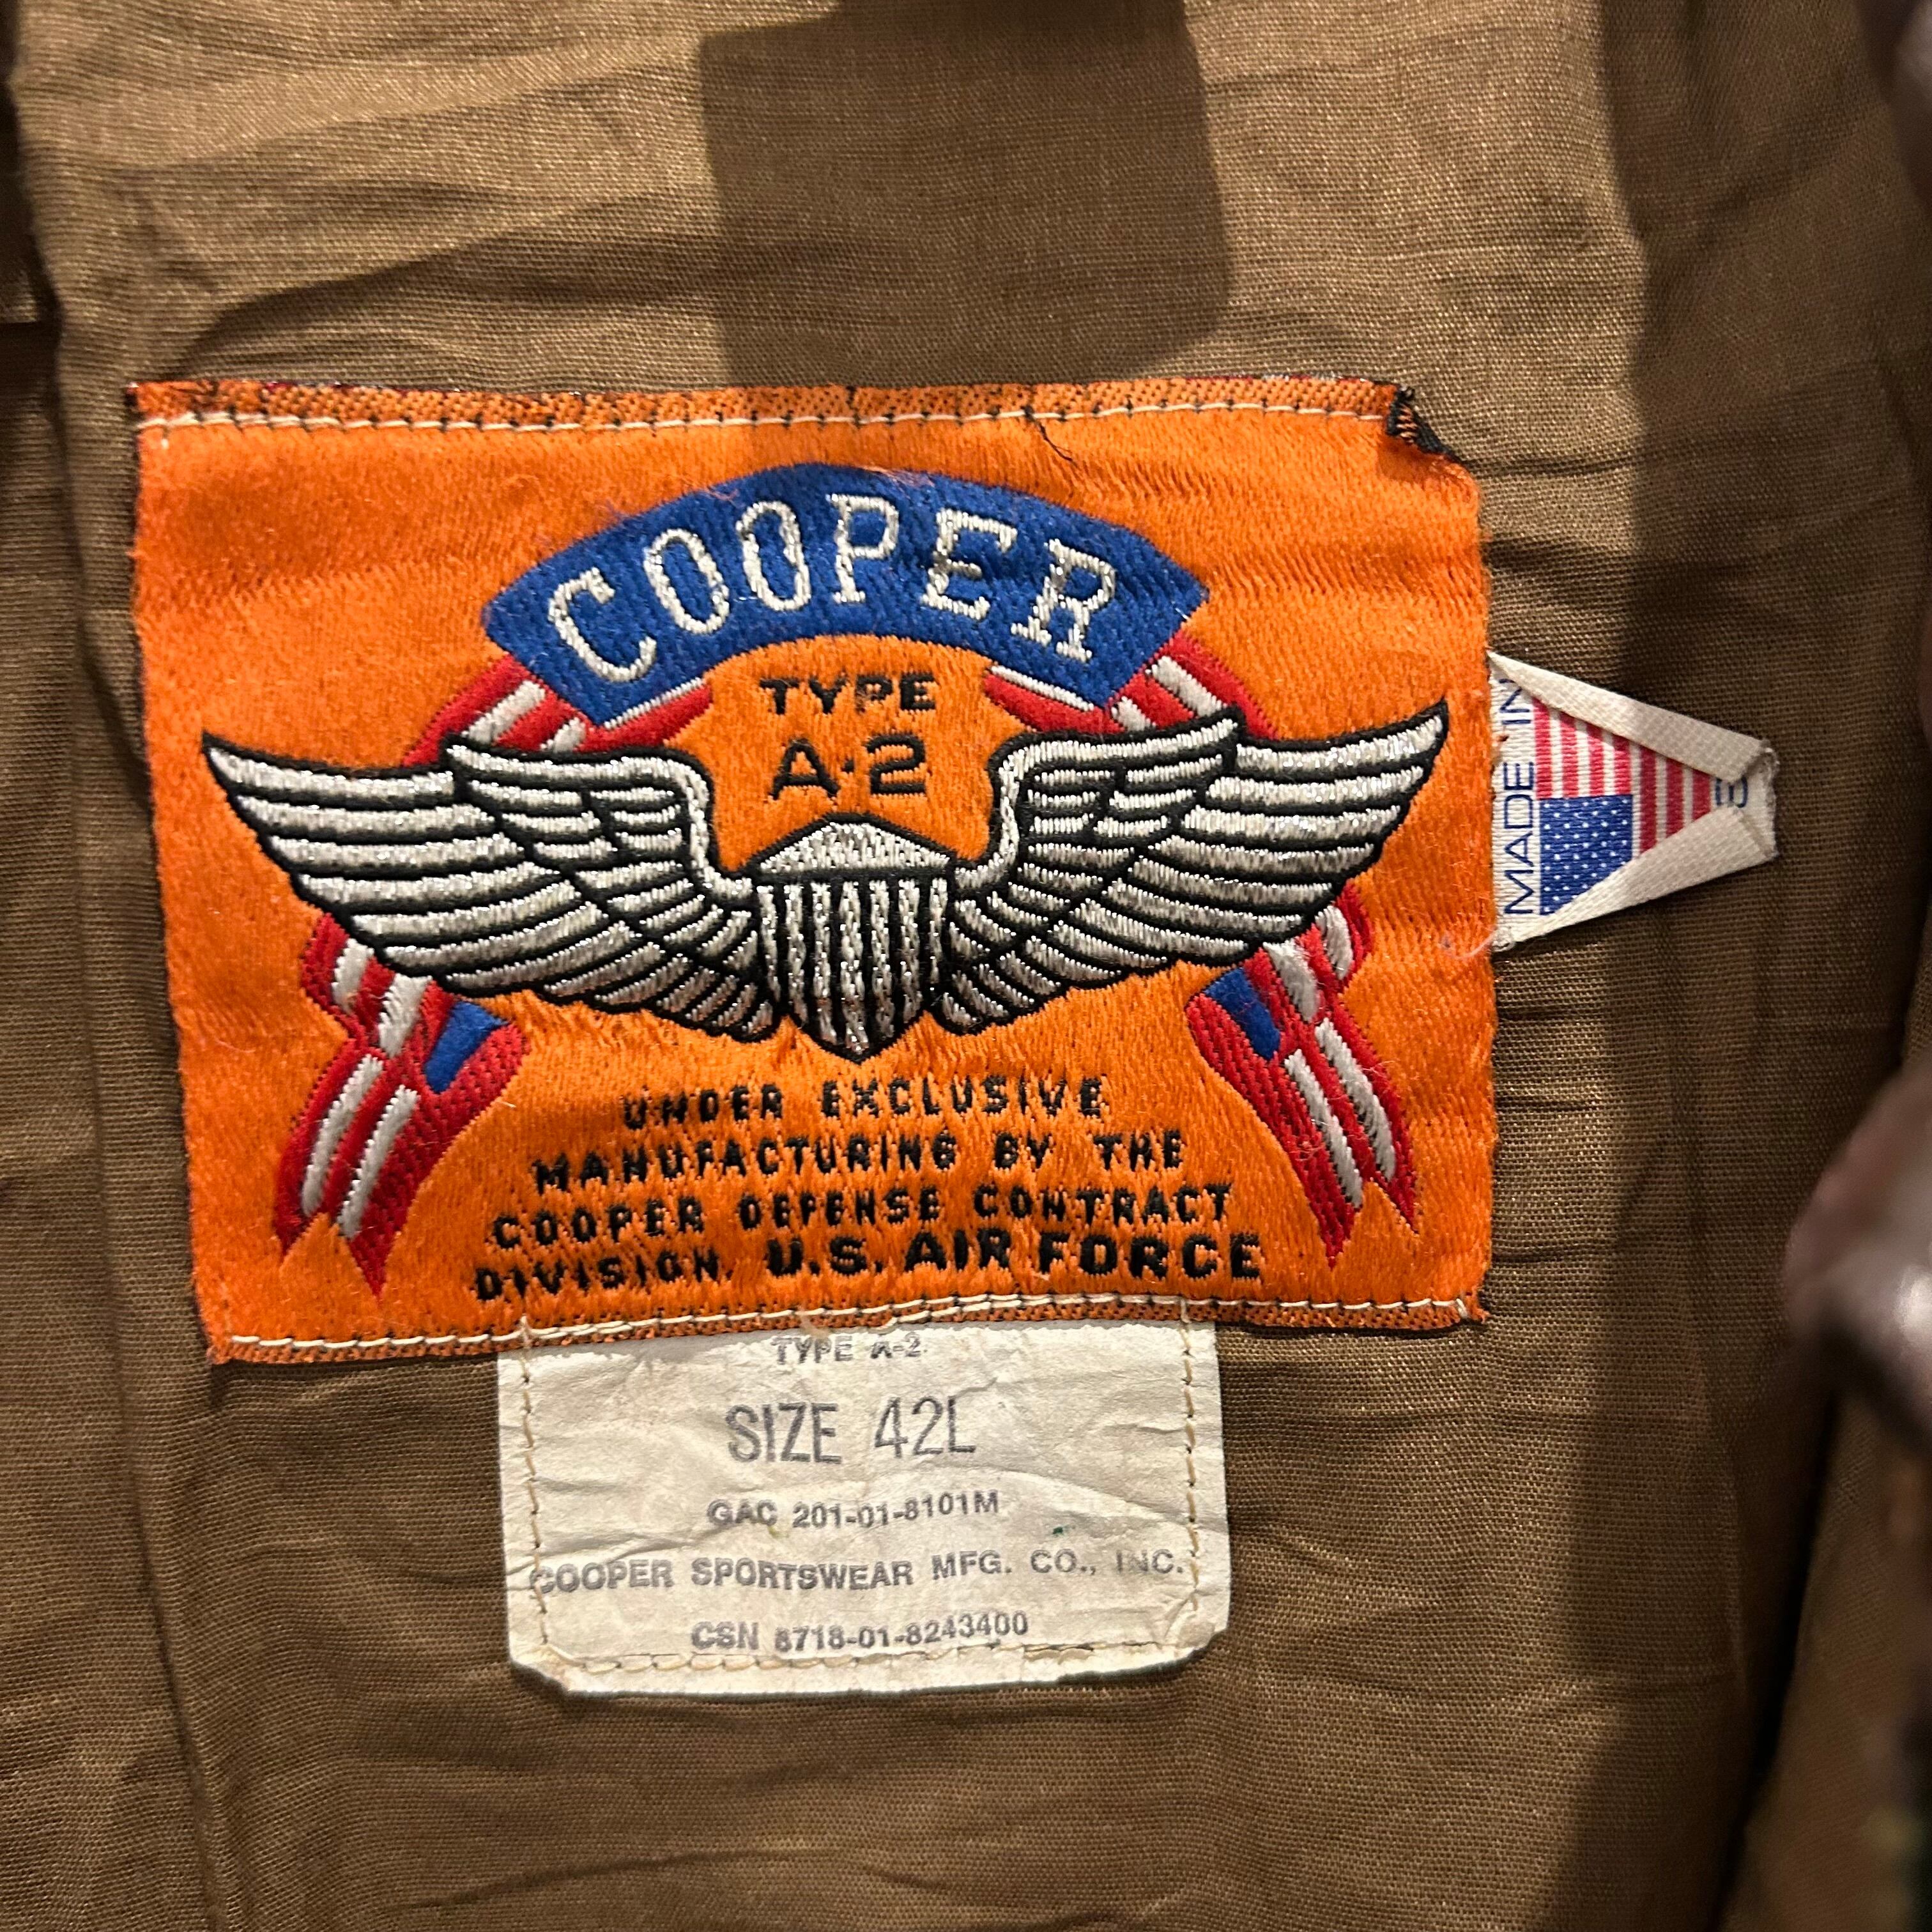 COOPER
TYPE
A-2
UNDER EXCLUSIVE
MANUFACTURING BY THE
COOPER DEFENSE CONTRACT
DIVISION, U.S. AIR FORCE
MADE IN
TYPE A-2
SIZE 42L
GAC 201-01-8101M
COOPER SPORTSWEAR MFG. CO., INC.
CSN 8718-01-8243400